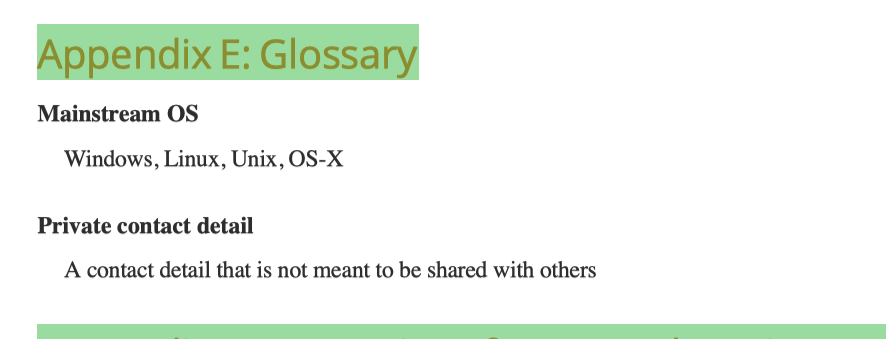 Appendix E: Glossary
Mainstream OS
Windows, Linux, Unix, OS-X
Private contact detail
A contact detail that is not meant to be shared with others